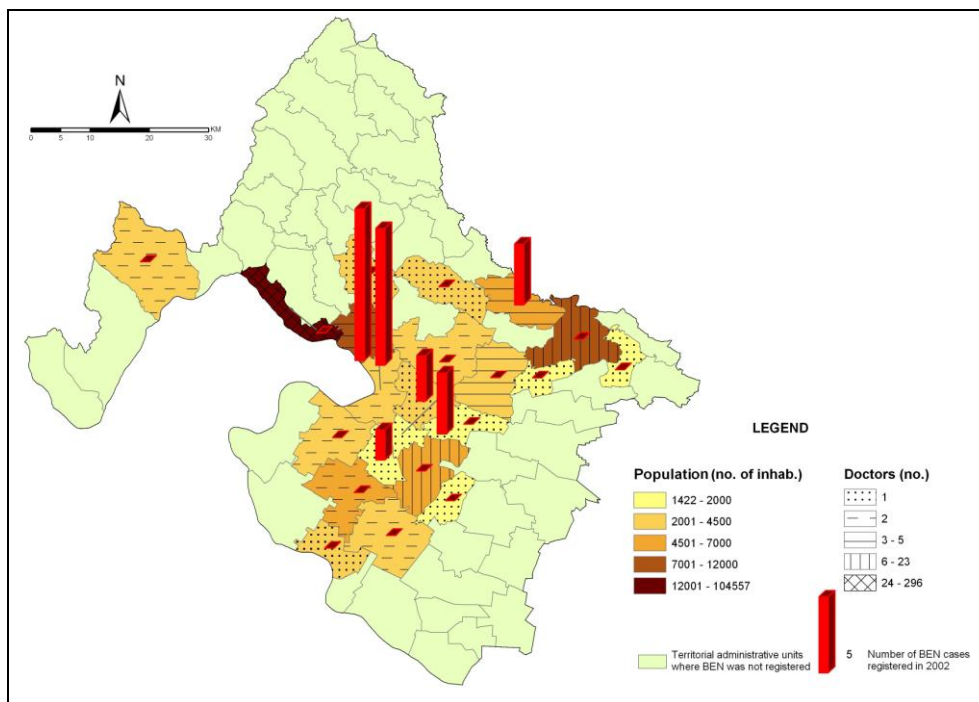 N
KM
0 5 10 20 30
LEGEND
Population (no. of inhab.)
1422 - 2000
2001 - 4500
4501 - 7000
7001 - 12000
12001 - 104557
Doctors (no.)
1
2
3 - 5
6 - 23
24 - 296
Territorial administrative units
where BEN was not registered
5 Number of BEN cases
registered in 2002